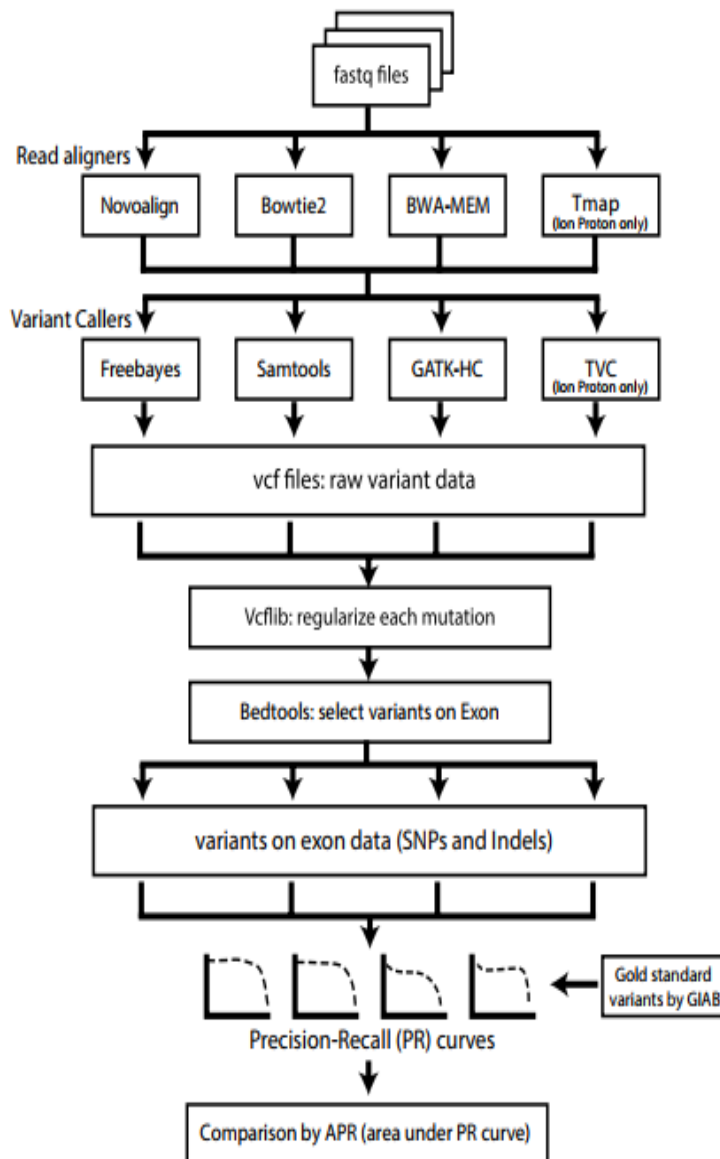 fastq files
Read aligners
Novoalign
Bowtie2
BWA-MEM
Tmap
(Ion Proton only)
Variant Callers
Freebayes
Samtools
GATK-HC
TVC
(Ion Proton only)
vcf files: raw variant data
Vcflib: regularize each mutation
Bedtools: select variants on Exon
variants on exon data (SNPs and Indels)
Gold standard
variants by GIAB
Precision-Recall (PR) curves
Comparison by APR (area under PR curve)